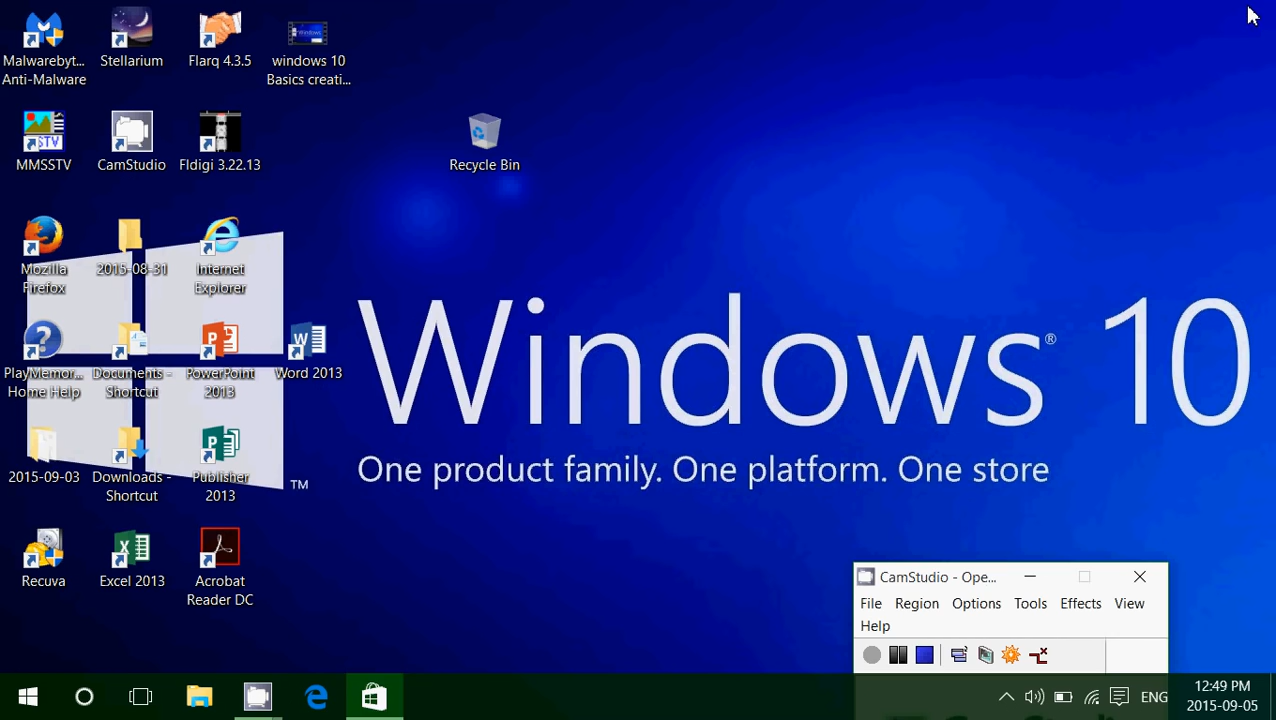 Malwarebyt...
Anti-Malware
Stellarium
Flarq 4.3.5
windows 10
Basics creati...
MMSSTV
CamStudio
Fldigi 3.22.13
Recycle Bin
Mozilla
Firefox
2015-08-31
Internet
Explorer
PlayMemor...
Home Help
Documents -
Shortcut
PowerPoint
2013
Word 2013
2015-09-03
Downloads -
Shortcut
Publisher
2013
Recuva
Excel 2013
Acrobat
Reader DC
TM
Windows® 10
One product family. One platform. One store
CamStudio - Ope...
File Region Options Tools Effects View
Help
ENG
12:49 PM
2015-09-05